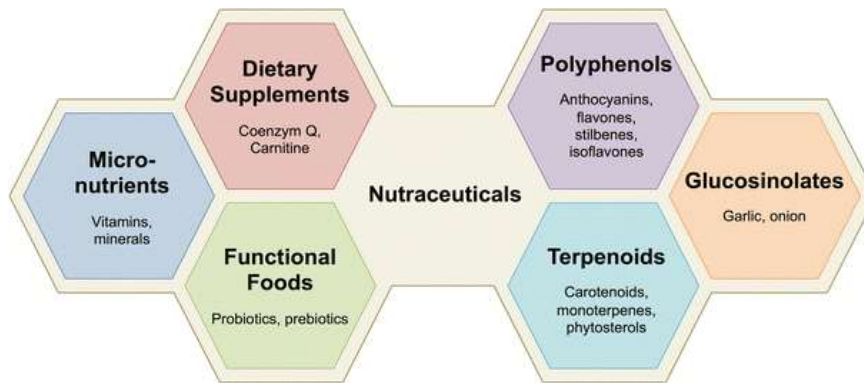 Micro-
nutrients
Vitamins,
minerals
Dietary
Supplements
Coenzym Q,
Carnitine
Functional
Foods
Probiotics, prebiotics
Nutraceuticals
Polyphenols
Anthocyanins,
flavones,
stilbenes,
isoflavones
Terpenoids
Carotenoids,
monoterpenes,
phytosterols
Glucosinolates
Garlic, onion